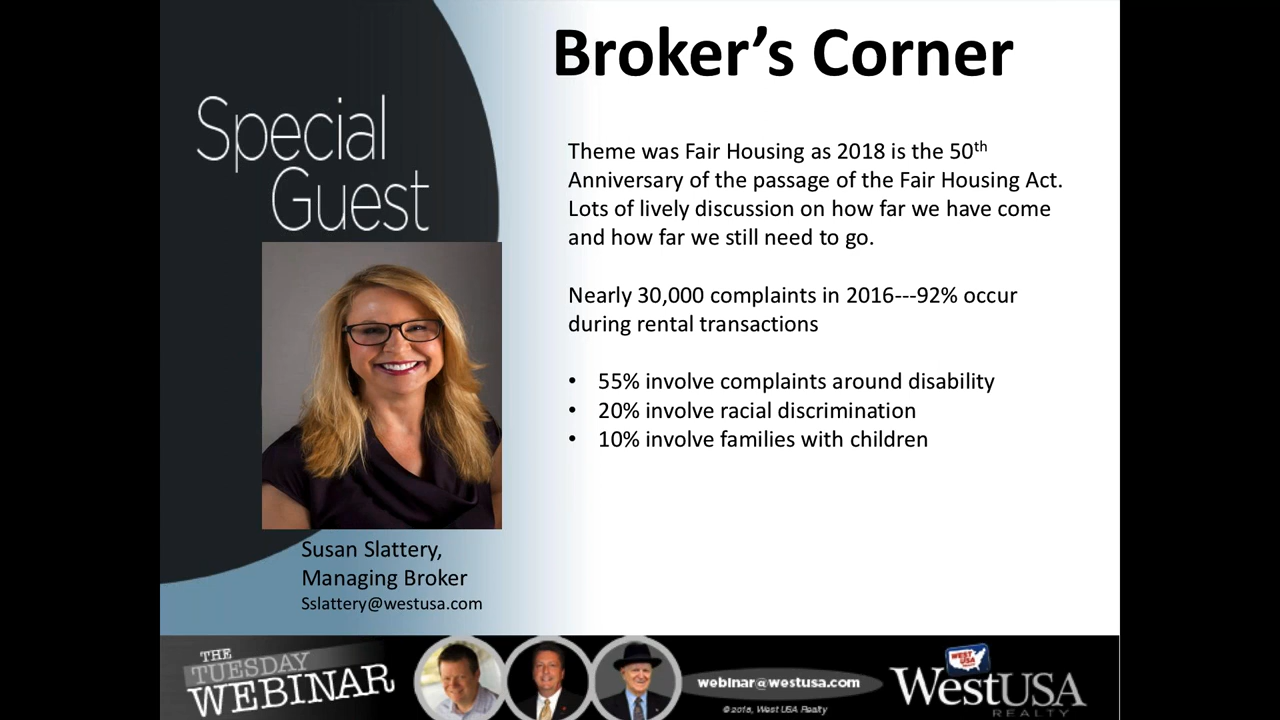 Broker’s Corner
Special
Guest
Theme was Fair Housing as 2018 is the 50th
Anniversary of the passage of the Fair Housing Act.
Lots of lively discussion on how far we have come
and how far we still need to go.
Nearly 30,000 complaints in 2016---92% occur
during rental transactions
• 55% involve complaints around disability
• 20% involve racial discrimination
• 10% involve families with children
Susan Slattery,
Managing Broker
Sslattery@westusa.com
THE
TUESDAY
WEBINAR
webinar@westusa.com
© 2018, West USA Realty
WEST
USA
WESTUSA
REALTY